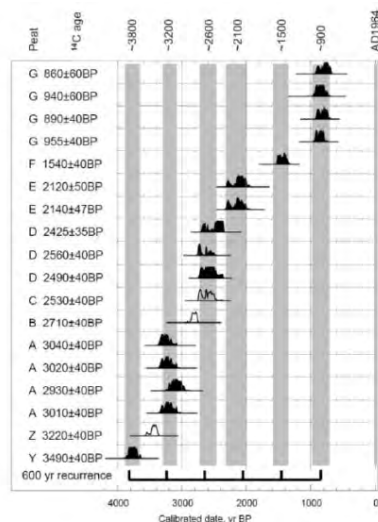 Peat
14C age
~3800
~3200
~2600
~2100
~1500
~900
AD1964
G 860±60BP
G 940±60BP
G 890±40BP
G 955±40BP
F 1540±40BP
E 2120±50BP
E 2140±47BP
D 2425±35BP
D 2560±40BP
D 2490±40BP
C 2530±40BP
B 2710±40BP
A 3040±40BP
A 3020±40BP
A 2930±40BP
A 3010±40BP
Z 3220±40BP
Y 3490±40BP
600 yr recurrence
4000 3000 2000 1000 0
Calibrated date, yr BP